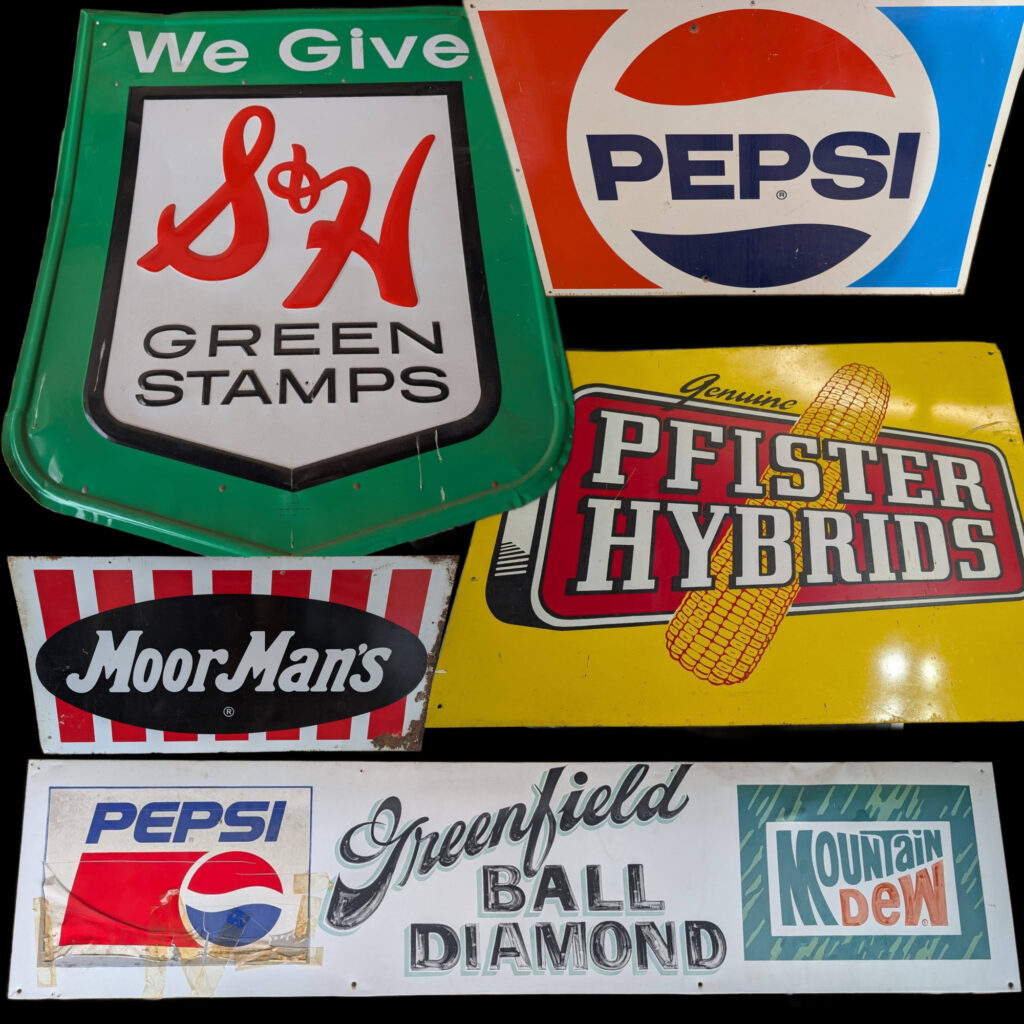 We Give
S&H
GREEN
STAMPS
PEPSI
®
Genuine
PFISTER
HYBRIDS
MoorMan's
®
PEPSI
Greenfield
BALL
DIAMOND
MOUNTAIN
DEW
®